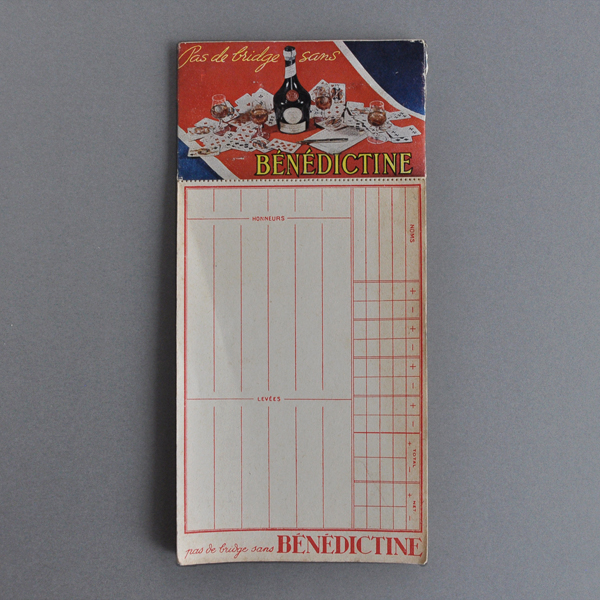 Pas de bridge sans
BÉNÉDICTINE
HONNEURS
NOMS
+
-
+
-
+
-
+
-
LEVÉES
+ TOTAL -
+ NET -
pas de bridge sans BÉNÉDICTINE